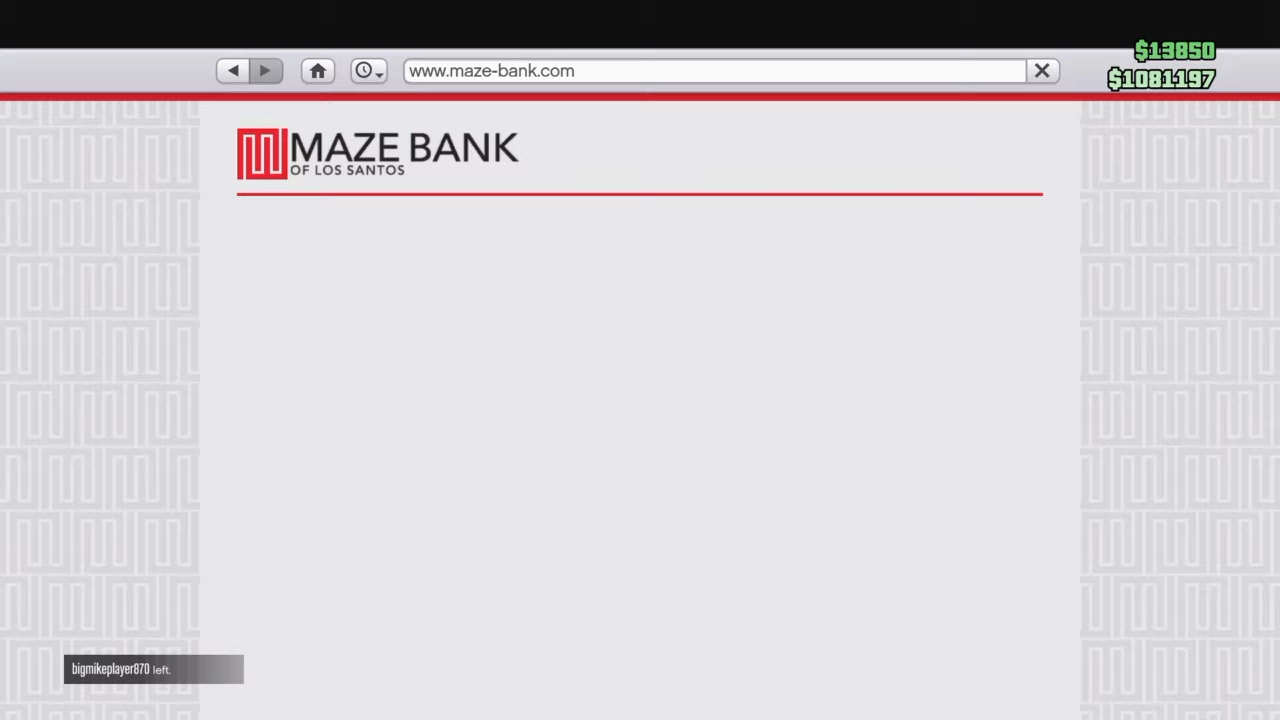 $13850
www.maze-bank.com
$1081197
MAZE BANK
OF LOS SANTOS
bigmikeplayer870 left.